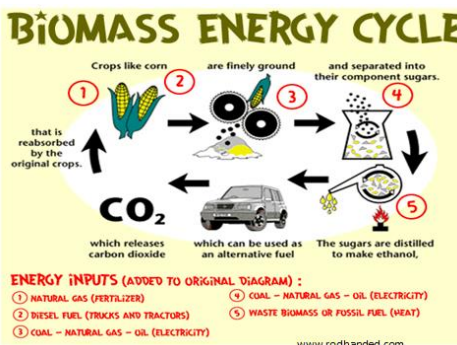 BIOMASS ENERGY CYCLE
Crops like corn
are finely ground
and separated into
their component sugars.
1
2
3
4
that is
reabsorbed
by the
original crops.
CO2
5
which releases
carbon dioxide
which can be used as
an alternative fuel
The sugars are distilled
to make ethanol,
ENERGY INPUTS (ADDED TO ORIGINAL DIAGRAM) :
1 NATURAL GAS (FERTILIZER)
2 DIESEL FUEL (TRUCKS AND TRACTORS)
3 COAL - NATURAL GAS - OIL (ELECTRICITY)
4 COAL - NATURAL GAS - OIL (ELECTRICITY)
5 WASTE BIOMASS OR FOSSIL FUEL (HEAT)